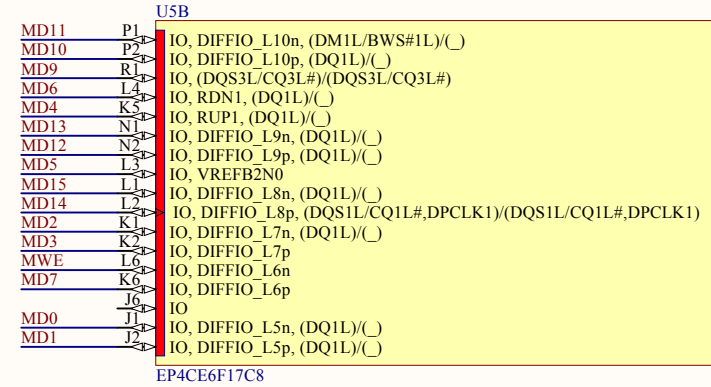 U5B
MD11 P1 IO, DIFFIO_L10n, (DM1L/BWS#1L)/(_)
MD10 P2 IO, DIFFIO_L10p, (DQ1L)/(_)
MD9 R1 IO, (DQS3L/CQ3L#)/(DQS3L/CQ3L#)
MD6 L4 IO, RDN1, (DQ1L)/(_)
MD4 K5 IO, RUP1, (DQ1L)/(_)
MD13 N1 IO, DIFFIO_L9n, (DQ1L)/(_)
MD12 N2 IO, DIFFIO_L9p, (DQ1L)/(_)
MD5 L3 IO, VREFB2N0
MD15 L1 IO, DIFFIO_L8n, (DQ1L)/(_)
MD14 L2 IO, DIFFIO_L8p, (DQS1L/CQ1L#,DPCLK1)/(DQS1L/CQ1L#,DPCLK1)
MD2 K1 IO, DIFFIO_L7n, (DQ1L)/(_)
MD3 K2 IO, DIFFIO_L7p
MWE L6 IO, DIFFIO_L6n
MD7 K6 IO, DIFFIO_L6p
J6 IO
MD0 J1 IO, DIFFIO_L5n, (DQ1L)/(_)
MD1 J2 IO, DIFFIO_L5p, (DQ1L)/(_)
EP4CE6F17C8